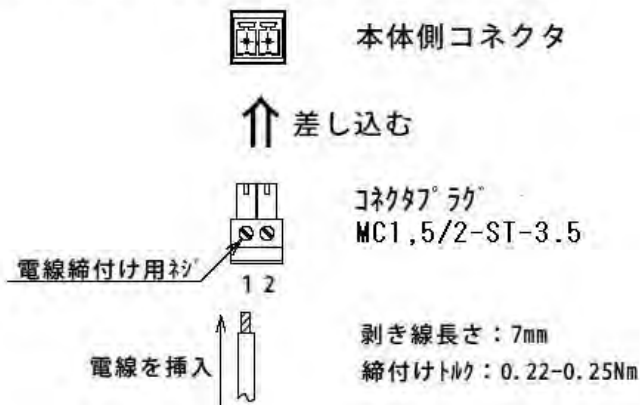 本体側コネクタ
差し込む
コネクタプラグ
MC1,5/2-ST-3.5
電線締付け用ネジ
1 2
電線を挿入
剥き線長さ：7mm
締付けトルク：0.22-0.25Nm